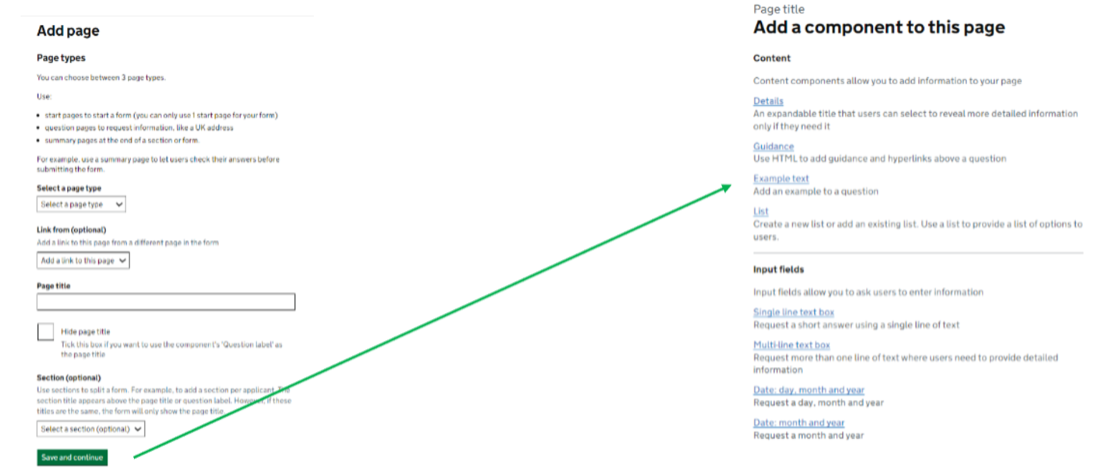 Add page
Page types
You can choose between 3 page types.
Use:
• start pages to start a form (you can only use 1 start page for your form)
• question pages to request information, like a UK address
• summary pages at the end of a section or form.
For example, use a summary page to let users check their answers before
submitting the form.
Select a page type
Select a page type
Link from (optional)
Add a link to this page from a different page in the form
Add a link to this page
Page title
Hide page title
Tick this box if you want to use the component's 'Question label' as
the page title
Section (optional)
Use sections to split a form. For example, to add a section per applicant. The
section title appears above the page title or question label. However, if these
titles are the same, the form will only show the page title
Select a section (optional)
Save and continue
Page title
Add a component to this page
Content
Content components allow you to add information to your page
Details
An expandable title that users can select to reveal more detailed information
only if they need it
Guidance
Use HTML to add guidance and hyperlinks above a question
Example text
Add an example to a question
List
Create a new list or add an existing list. Use a list to provide a list of options to
users.
Input fields
Input fields allow you to ask users to enter information
Single line text box
Request a short answer using a single line of text
Multi-line text box
Request more than one line of text where users need to provide detailed
information
Date: day, month and year
Request a day, month and year
Date: month and year
Request a month and year